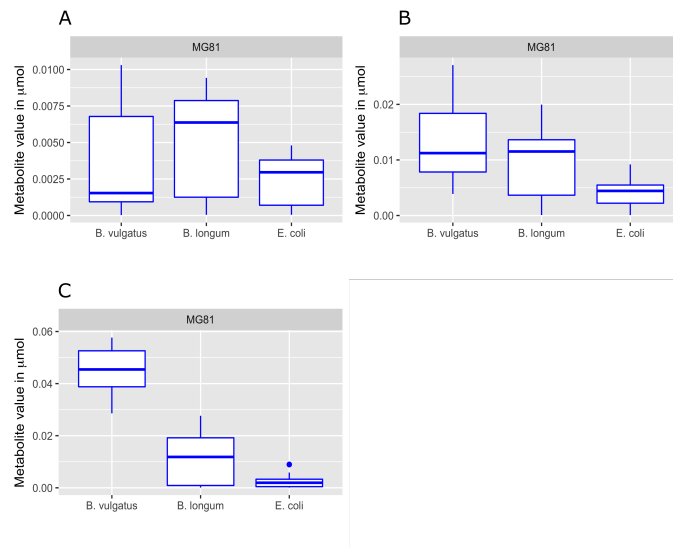 A
MG81
Metabolite value in μmol
0.0100
0.0075
0.0050
0.0025
0.0000
B. vulgatus
B. longum
E. coli
B
MG81
Metabolite value in μmol
0.02
0.01
0.00
B. vulgatus
B. longum
E. coli
C
MG81
Metabolite value in μmol
0.06
0.04
0.02
0.00
B. vulgatus
B. longum
E. coli